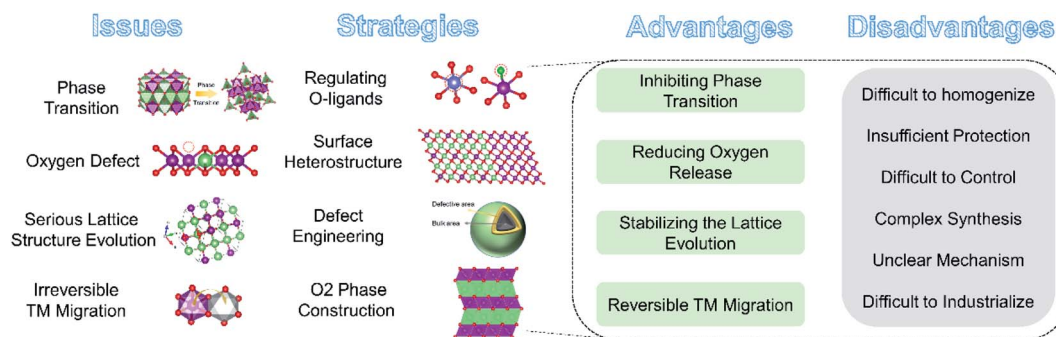 Issues
Phase
Transition
Phase
Transition
Oxygen Defect
Serious Lattice
Structure Evolution
Irreversible
TM Migration
Strategies
Regulating
O-ligands
Surface
Heterostructure
Defect
Engineering
Defective area
Bulk area
O2 Phase
Construction
Advantages
Inhibiting Phase
Transition
Reducing Oxygen
Release
Stabilizing the Lattice
Evolution
Reversible TM Migration
Disadvantages
Difficult to homogenize
Insufficient Protection
Difficult to Control
Complex Synthesis
Unclear Mechanism
Difficult to Industrialize